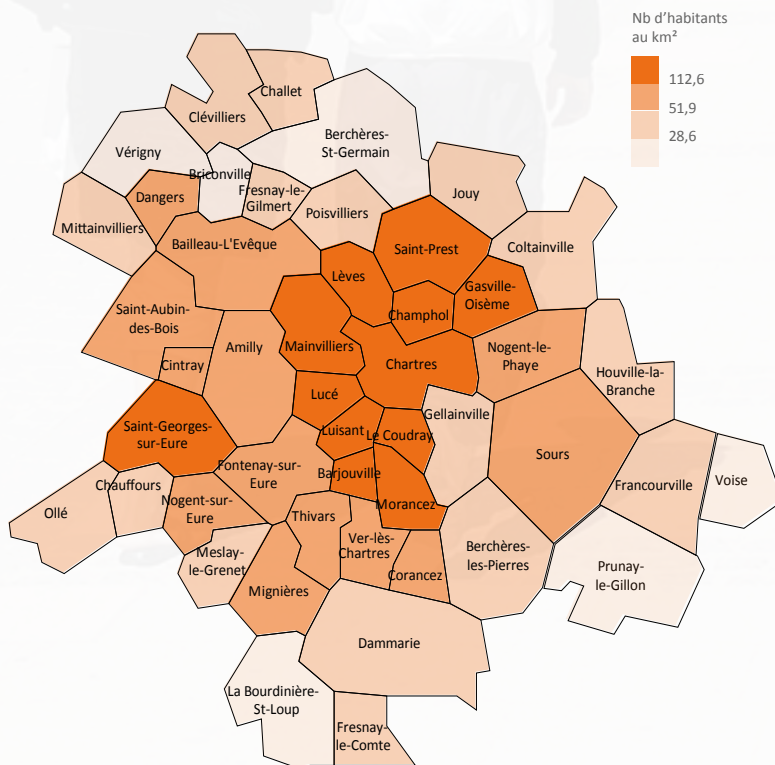 Nb d'habitants
au km²
112,6
51,9
28,6
Challet
Clévilliers
Berchères-
St-Germain
Vérigny
Briconville
Fresnay-le-
Gilmert
Jouy
Dangers
Mittainvilliers
Poisvilliers
Bailleau-L'Evêque
Saint-Prest
Coltainville
Lèves
Gasville-
Oisème
Saint-Aubin-
des-Bois
Champhol
Amilly
Mainvilliers
Nogent-le-
Phaye
Cintray
Chartres
Houville-la-
Branche
Lucé
Gellainville
Saint-Georges-
sur-Eure
Luisant
Le Coudray
Sours
Fontenay-sur-
Eure
Barjouville
Chauffours
Francourville
Voise
Ollé
Nogent-sur-
Eure
Morancez
Thivars
Ver-lès-
Chartres
Meslay-
le-Grenet
Berchères-
les-Pierres
Corancez
Prunay-
le-Gillon
Mignières
Dammarie
La Bourdinière-
St-Loup
Fresnay-
le-Comte